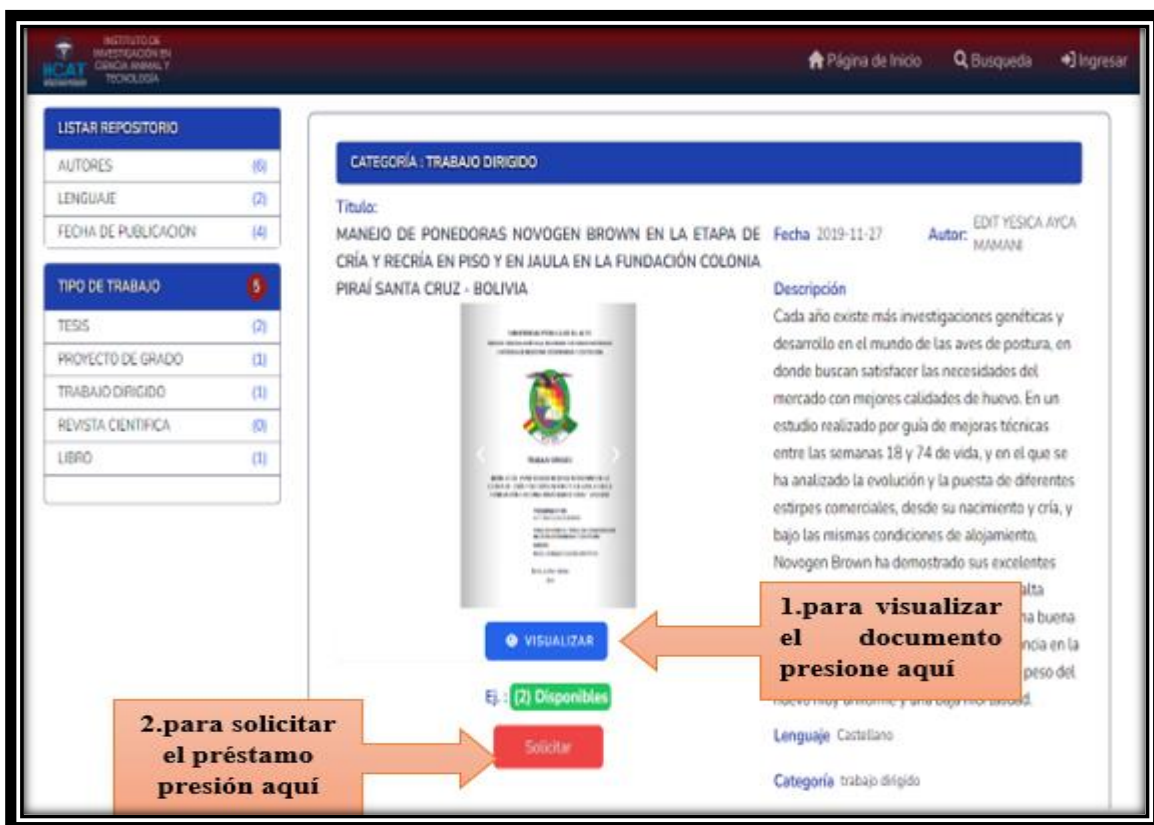 INSTITUTO DE
INVESTIGACIÓN EN
CIENCIA ANIMAL Y
TECNOLOGÍA
IICAT
Página de Inicio
Busqueda
Ingresar
LISTAR REPOSITORIO
AUTORES (6)
LENGUAJE (2)
FECHA DE PUBLICACION (4)
TIPO DE TRABAJO 5
TESIS (2)
PROYECTO DE GRADO (1)
TRABAJO DIRIGIDO (1)
REVISTA CIENTIFICA (0)
LIBRO (1)
CATEGORÍA : TRABAJO DIRIGIDO
Título:
MANEJO DE PONEDORAS NOVOGEN BROWN EN LA ETAPA DE
CRÍA Y RECRÍA EN PISO Y EN JAULA EN LA FUNDACIÓN COLONIA
PIRAÍ SANTA CRUZ - BOLIVIA
TRABAJO DIRIGIDO
VISUALIZAR
Ej. : (2) Disponibles
Solicitar
Fecha 2019-11-27
Autor: EDIT YESICA AYCA
MAMANI
Descripción
Cada año existe más investigaciones genéticas y
desarrollo en el mundo de las aves de postura, en
donde buscan satisfacer las necesidades del
mercado con mejores calidades de huevo. En un
estudio realizado por guía de mejoras técnicas
entre las semanas 18 y 74 de vida, y en el que se
ha analizado la evolución y la puesta de diferentes
estirpes comerciales, desde su nacimiento y cría, y
bajo las mismas condiciones de alojamiento,
Novogen Brown ha demostrado sus excelentes
alta
buena
en la
peso del
huevo muy uniforme y una baja mortalidad.
Lenguaje Castellano
Categoría trabajo dirigido
1.para visualizar
el documento
presione aquí
2.para solicitar
el préstamo
presión aquí